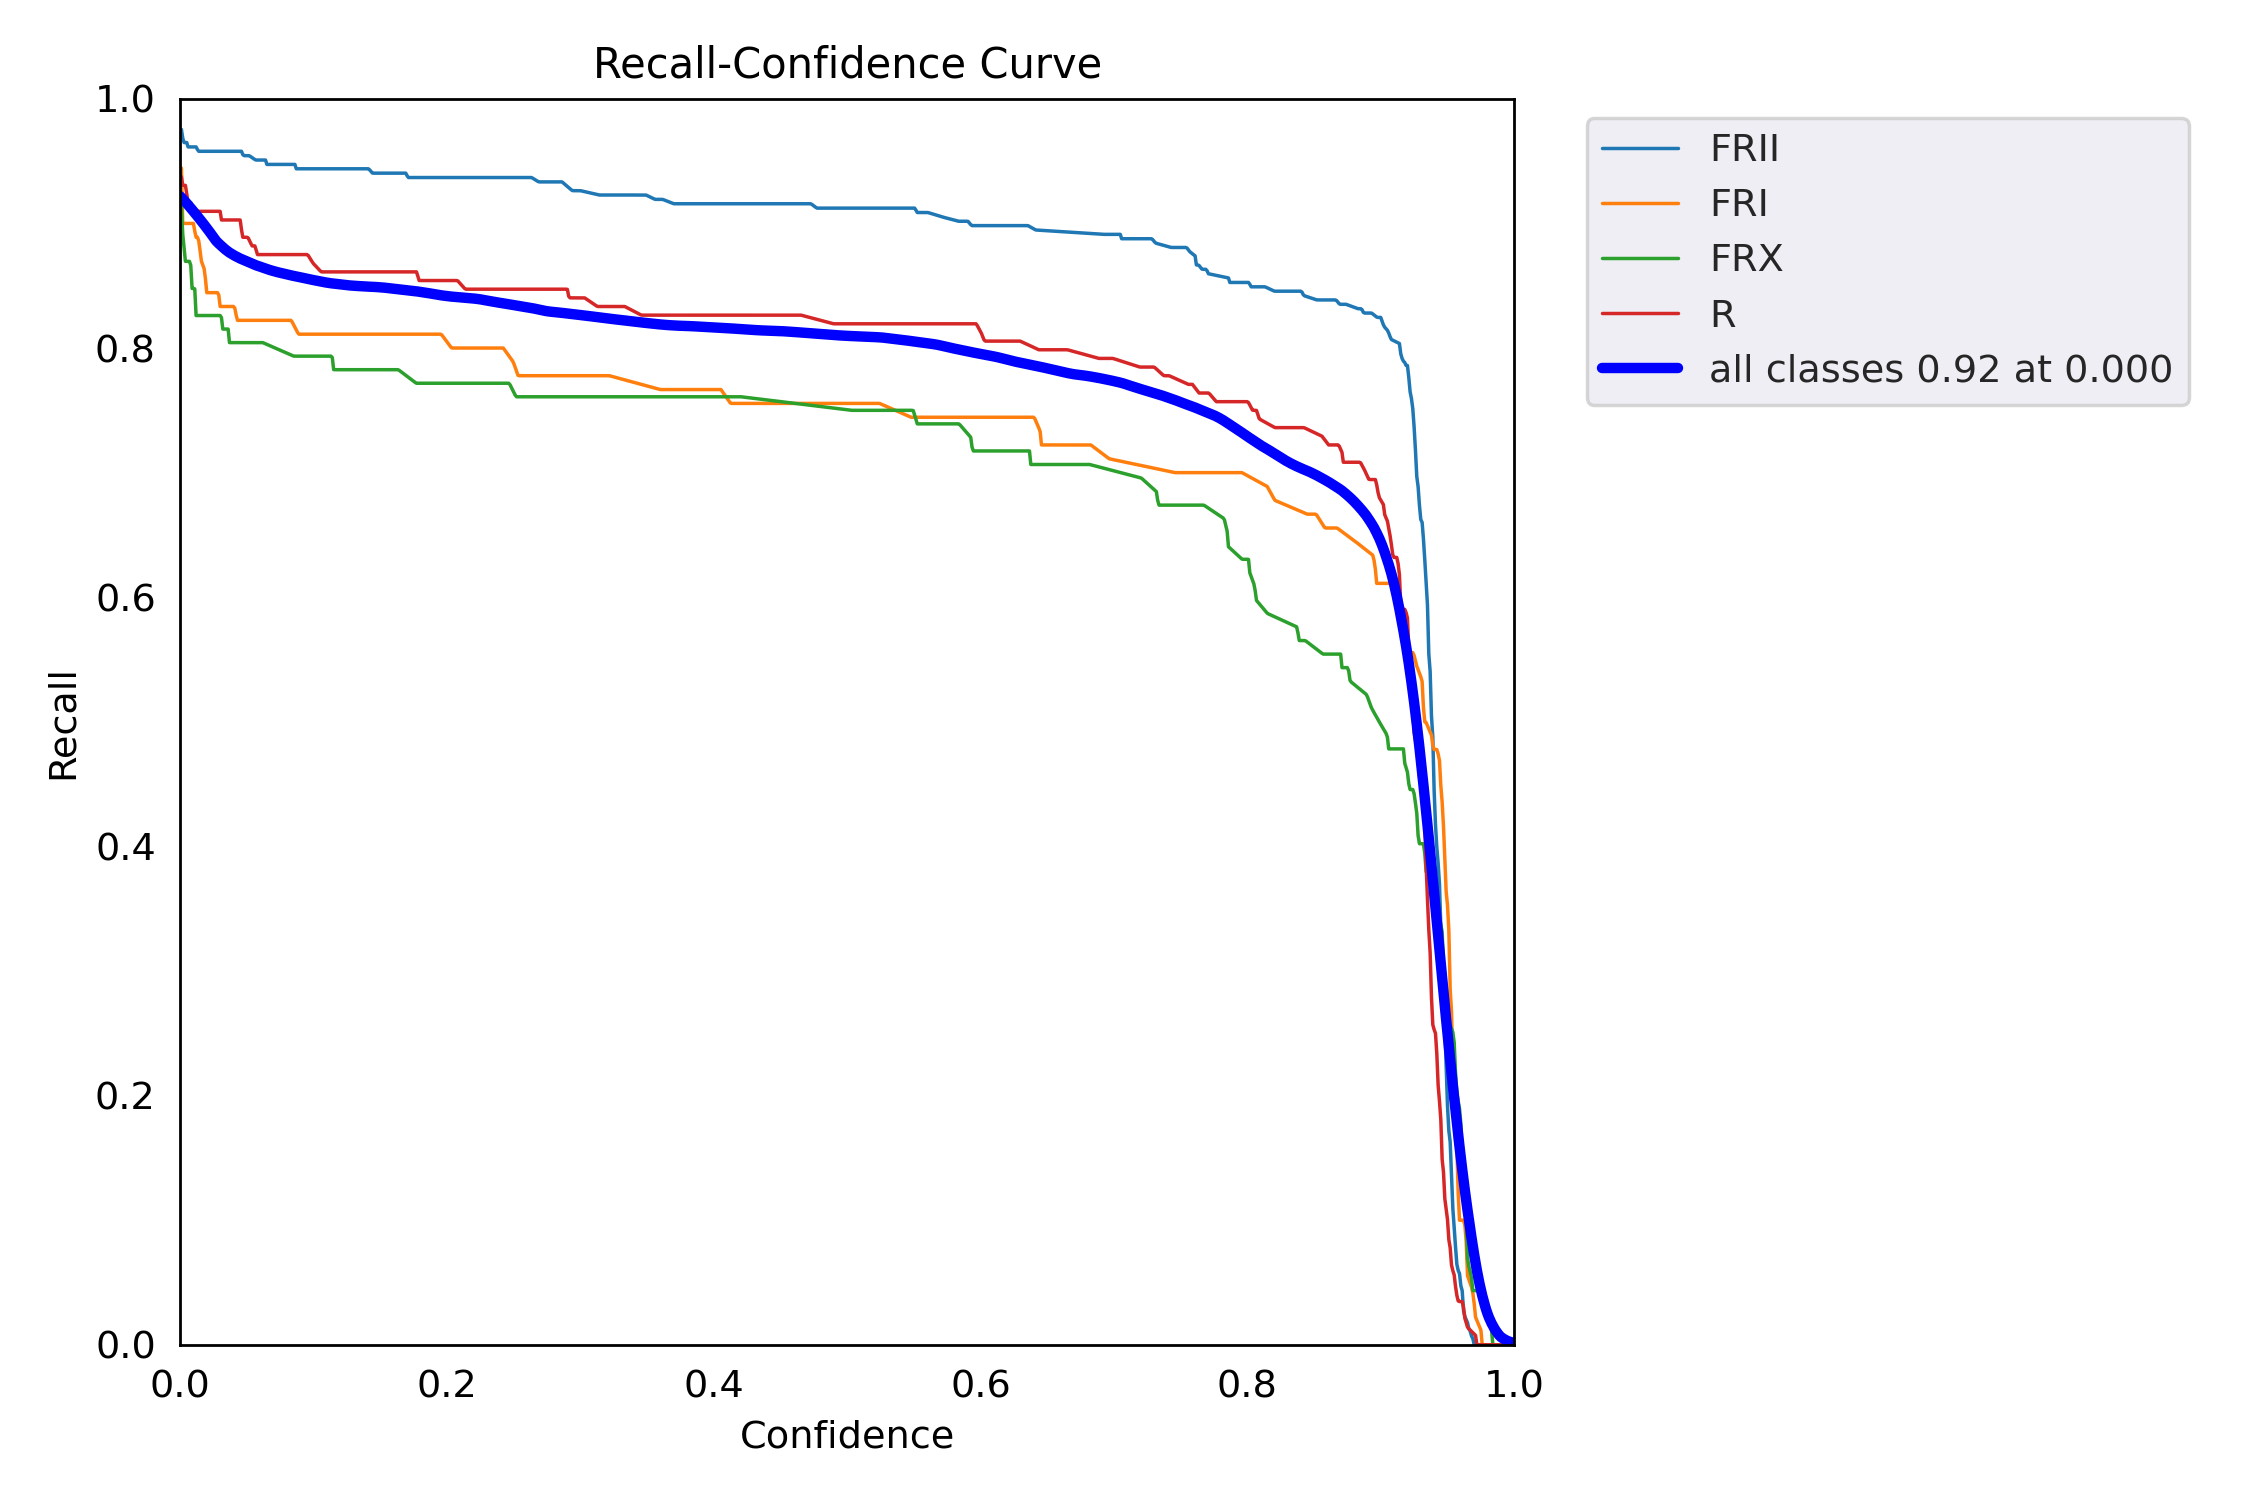 Recall-Confidence Curve
1.0
0.8
0.6
0.4
0.2
0.0
Recall
0.0 0.2 0.4 0.6 0.8 1.0
Confidence
FRII
FRI
FRX
R
all classes 0.92 at 0.000